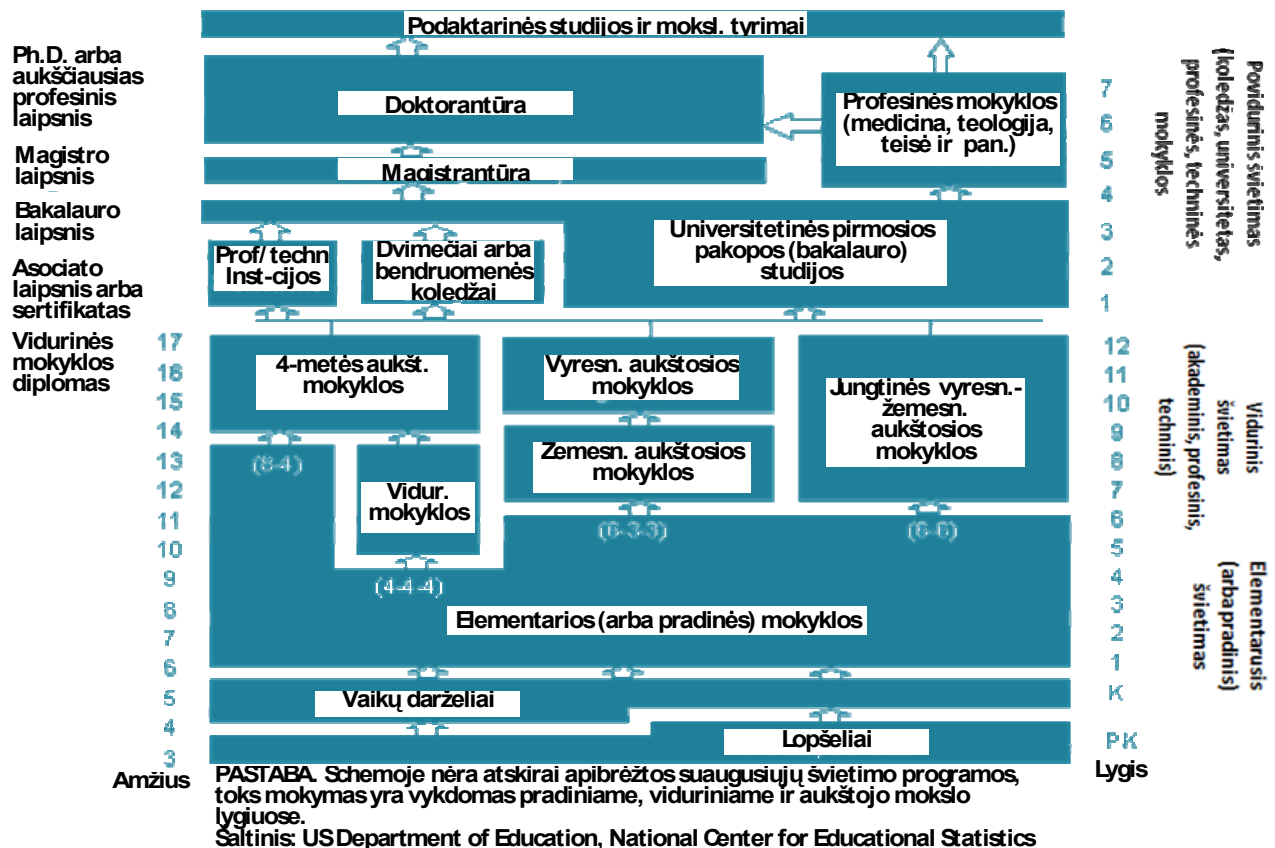 Podaktarinės studijos ir moksl. tyrimai
Ph.D. arba
aukščiausias
profesinis
laipsnis
Doktorantūra
Profesinės mokyklos
(medicina, teologija,
teisė ir pan.)
Magistro
laipsnis
Magistrantūra
Bakalauro
laipsnis
Universitetinės pirmosios
pakopos (bakalauro)
studijos
Prof/ techn
Inst-cijos
Dvimečiai arba
bendruomenės
koledžai
Asociato
laipsnis arba
sertifikatas
7
6
5
4
3
2
1
Povidurinis švietimas
(koledžas, universitetas,
profesinės, techninės
mokyklos
Vidurinės
mokyklos
diplomas
17
16
15
14
13
12
11
10
9
8
7
6
5
4
3
Amžius
4-metės aukšt.
mokyklos
Vyresn. aukštosios
mokyklos
Jungtinės vyresn.-
žemesn.
aukštosios
mokyklos
Zemesn. aukštosios
mokyklos
(8-4)
Vidur.
mokyklos
(6-3-3)
(6-6)
(4-4-4)
Elementarios (arba pradinės) mokyklos
Vaikų darželiai
Lopšeliai
12
11
10
9
8
7
6
5
4
3
2
1
K
PK
Lygis
Vidurinis
švietimas
(akademinis, profesinis,
techninis)
Elementarusis
(arba pradinis)
švietimas
PASTABA. Schemoje nėra atskirai apibrėžtos suaugusiųjų švietimo programos,
toks mokymas yra vykdomas pradiniame, viduriniame ir aukštojo mokslo
lygiuose.
Šaltinis: US Department of Education, National Center for Educational Statistics